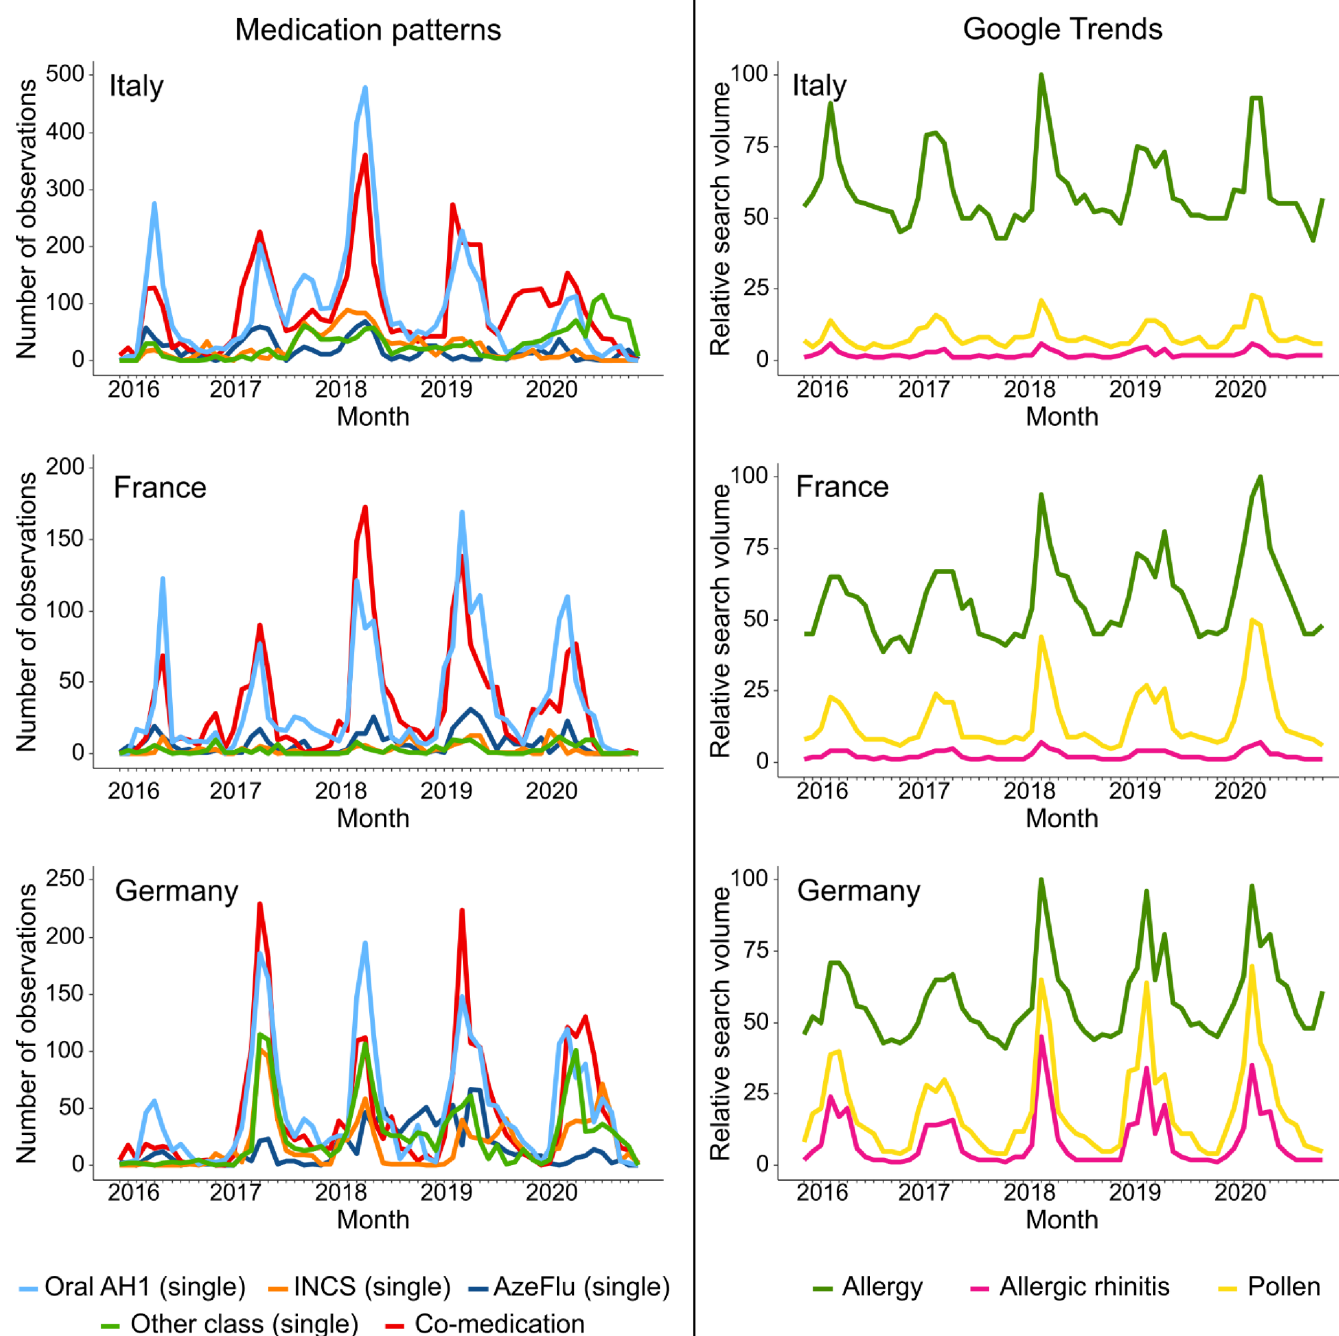 Medication patterns
Google Trends
Number of observations
500
400
300
200
100
0
Italy
2016 2017 2018 2019 2020
Month
Relative search volume
100
75
50
25
0
Italy
2016 2017 2018 2019 2020
Month
Number of observations
200
150
100
50
0
France
2016 2017 2018 2019 2020
Month
Relative search volume
100
75
50
25
0
France
2016 2017 2018 2019 2020
Month
Number of observations
250
200
150
100
50
0
Germany
2016 2017 2018 2019 2020
Month
Relative search volume
100
75
50
25
0
Germany
2016 2017 2018 2019 2020
Month
Oral AH1 (single) INCS (single) AzeFlu (single)
Other class (single) Co-medication
Allergy Allergic rhinitis Pollen